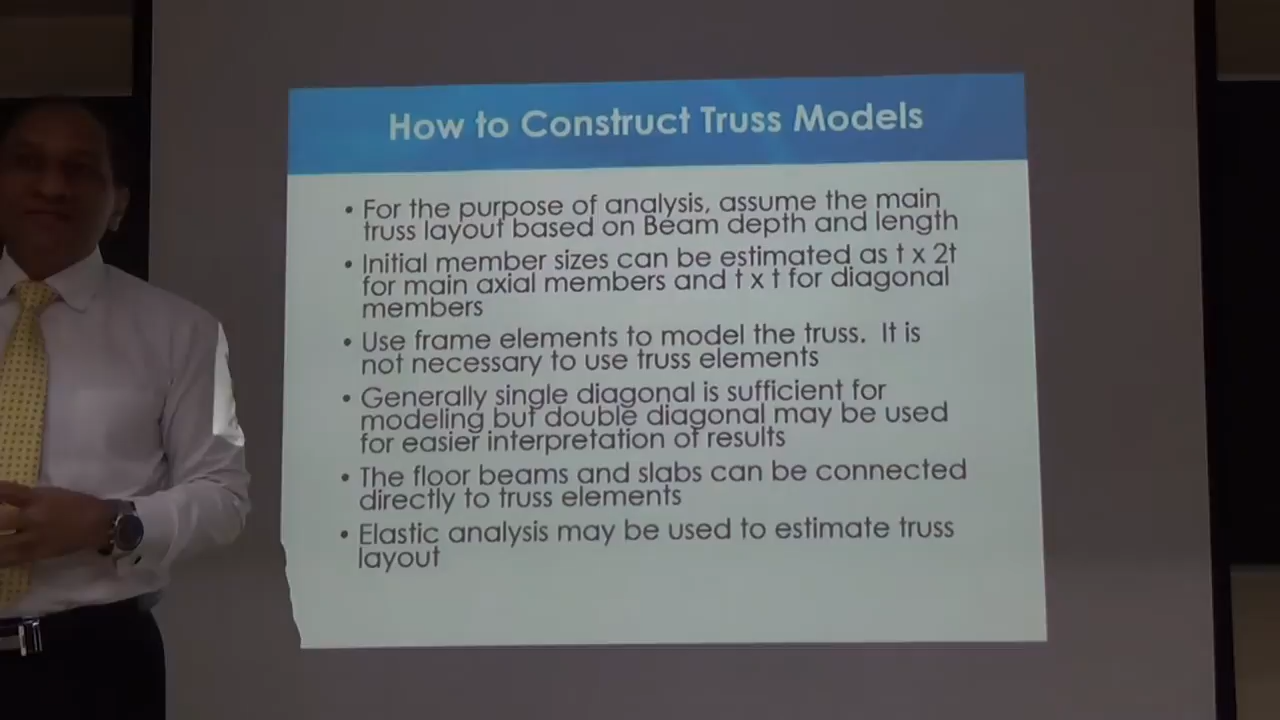 How to Construct Truss Models
• For the purpose of analysis, assume the main
truss layout based on Beam depth and length
• Initial member sizes can be estimated as t x 2t
for main axial members and t x t for diagonal
members
• Use frame elements to model the truss. It is
not necessary to use truss elements
• Generally single diagonal is sufficient for
modeling but double diagonal may be used
for easier interpretation of results
• The floor beams and slabs can be connected
directly to truss elements
• Elastic analysis may be used to estimate truss
layout